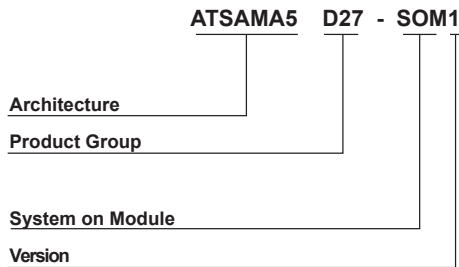 ATSAMA5 D27 - SOM1
Architecture
Product Group
System on Module
Version